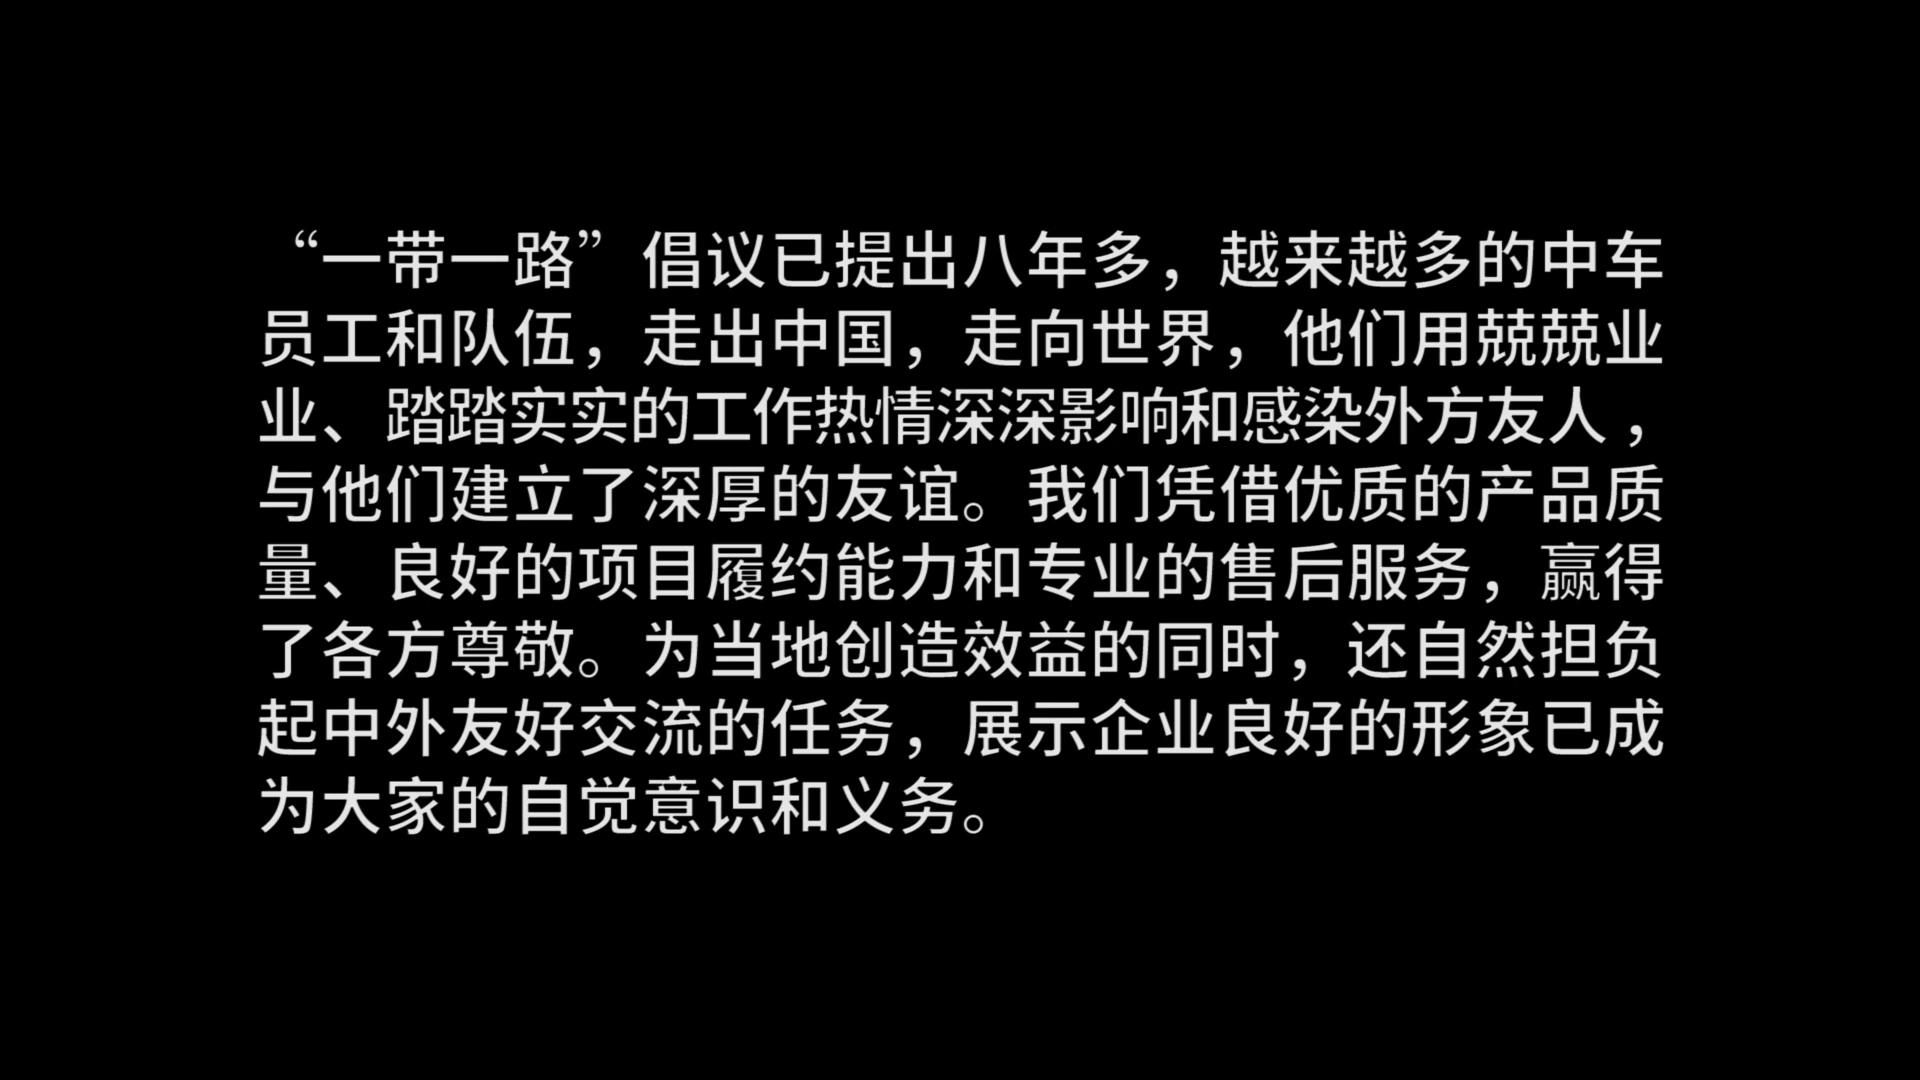 “一带一路”倡议已提出八年多，越来越多的中车
员工和队伍，走出中国，走向世界，他们用兢兢业
业、踏踏实实的工作热情深深影响和感染外方友人，
与他们建立了深厚的友谊。我们凭借优质的产品质
量、良好的项目履约能力和专业的售后服务，赢得
了各方尊敬。为当地创造效益的同时，还自然担负
起中外友好交流的任务，展示企业良好的形象已成
为大家的自觉意识和义务。